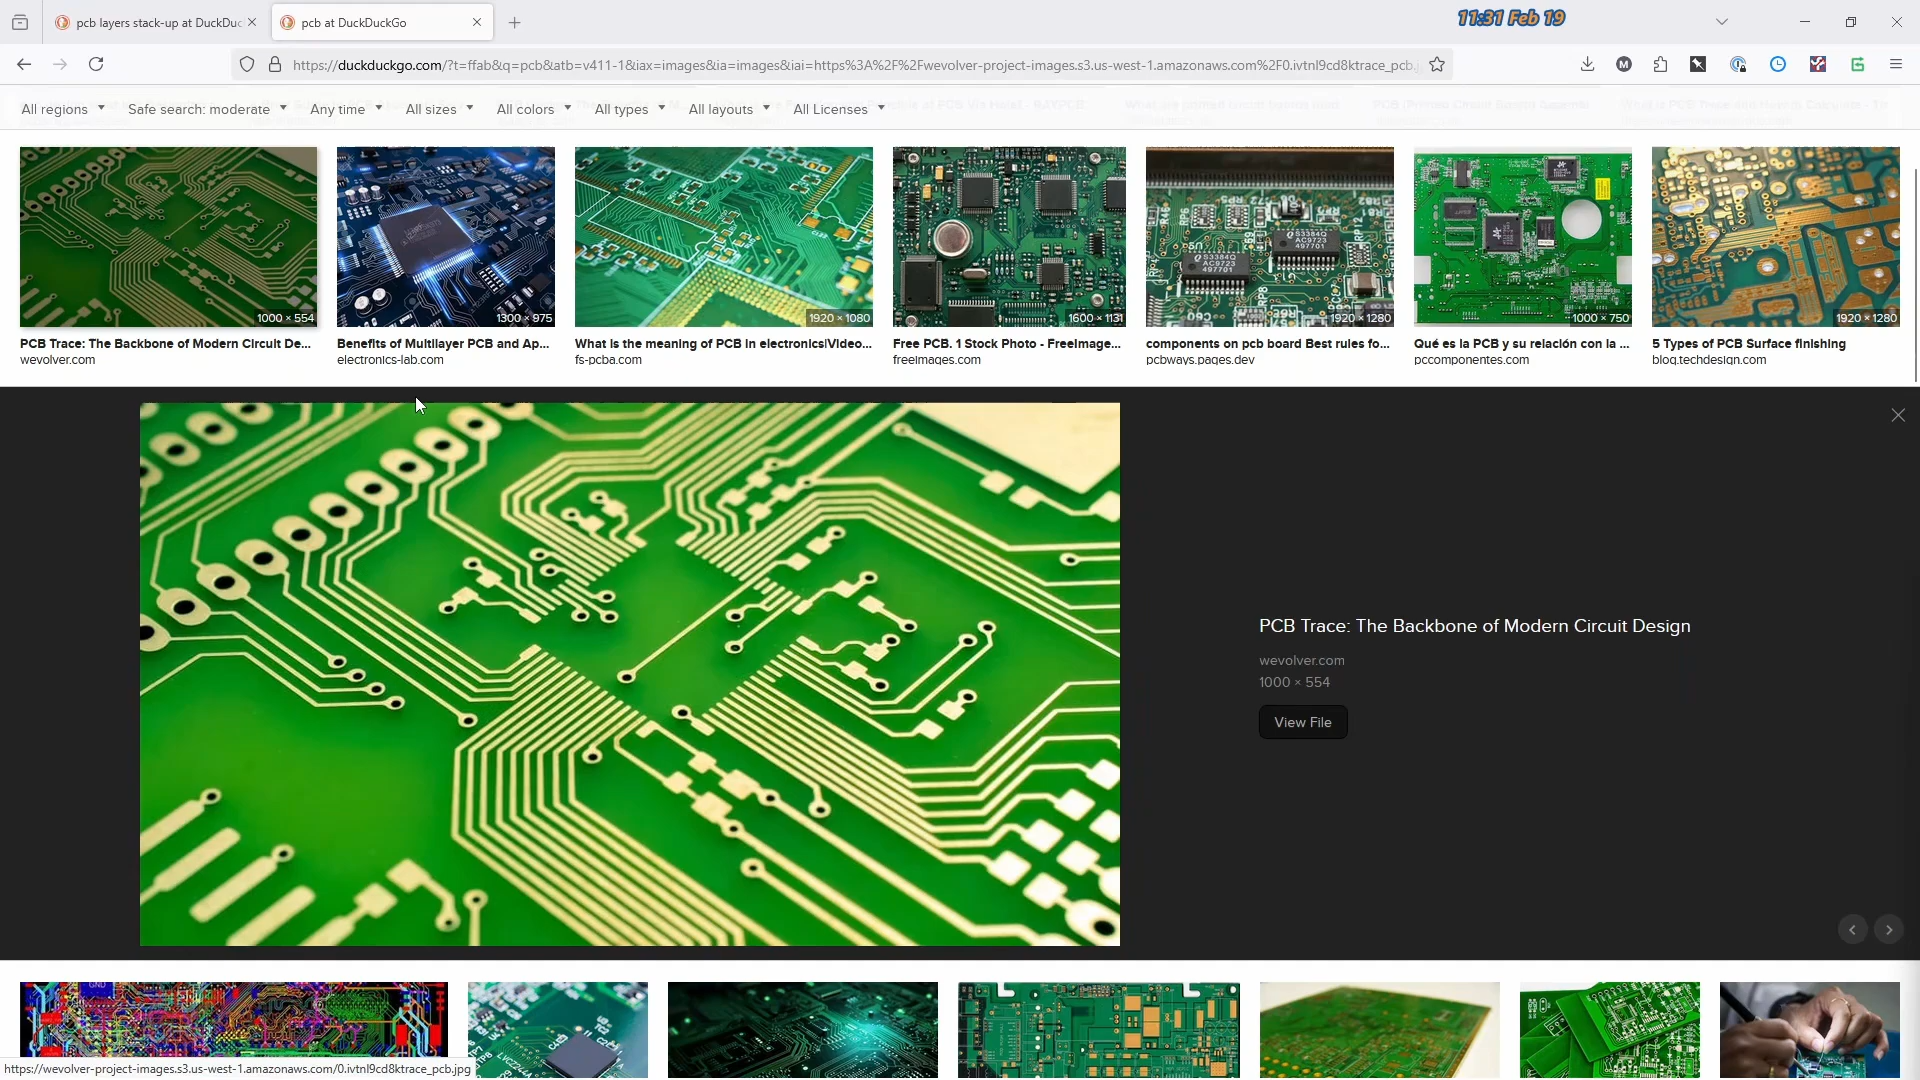 pcb layers stack-up at DuckDuc
pcb at DuckDuckGo
11:31 Feb 19
https://duckduckgo.com/?t=ffab&q=pcb&atb=v411-1&iax=images&ia=images&iai=https%3A%2F%2Fwevolver-project-images.s3.us-west-1.amazonaws.com%2F0.ivtnl9cd8ktrace_pcb.j
All regions
Safe search: moderate
Any time
All sizes
All colors
All types
All layouts
All Licenses
1000 × 554
1300 × 975
1920 × 1080
1600 × 1131
1920 × 1280
1000 × 750
1920 × 1280
S3384Q
AC9723
497701
S3384Q
AC9723
497701
PCB Trace: The Backbone of Modern Circuit De...
Benefits of Multilayer PCB and Ap...
What is the meaning of PCB in electronics|Video...
Free PCB. 1 Stock Photo - FreeImage...
components on pcb board Best rules fo...
Qué es la PCB y su relación con la ...
5 Types of PCB Surface finishing
wevolver.com
electronics-lab.com
fs-pcba.com
freeimages.com
pcbways.pages.dev
pccomponentes.com
blog.techdesign.com
PCB Trace: The Backbone of Modern Circuit Design
wevolver.com
1000 × 554
View File
GND
https://wevolver-project-images.s3.us-west-1.amazonaws.com/0.ivtnl9cd8ktrace_pcb.jpg